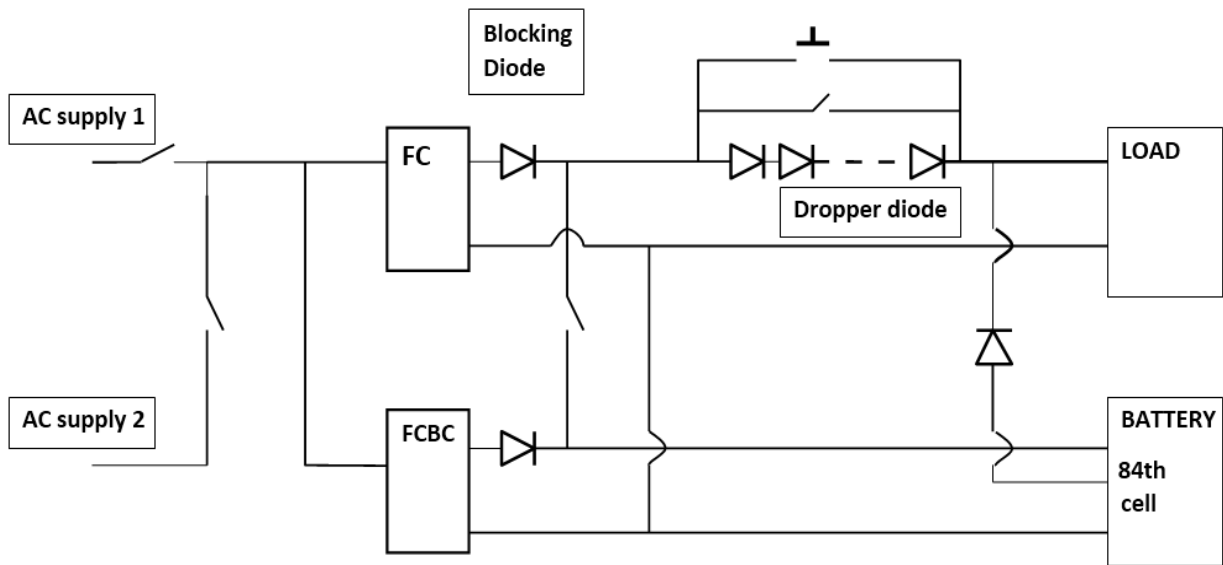 Blocking
Diode
AC supply 1
FC
LOAD
Dropper diode
AC supply 2
FCBC
BATTERY
84th
cell